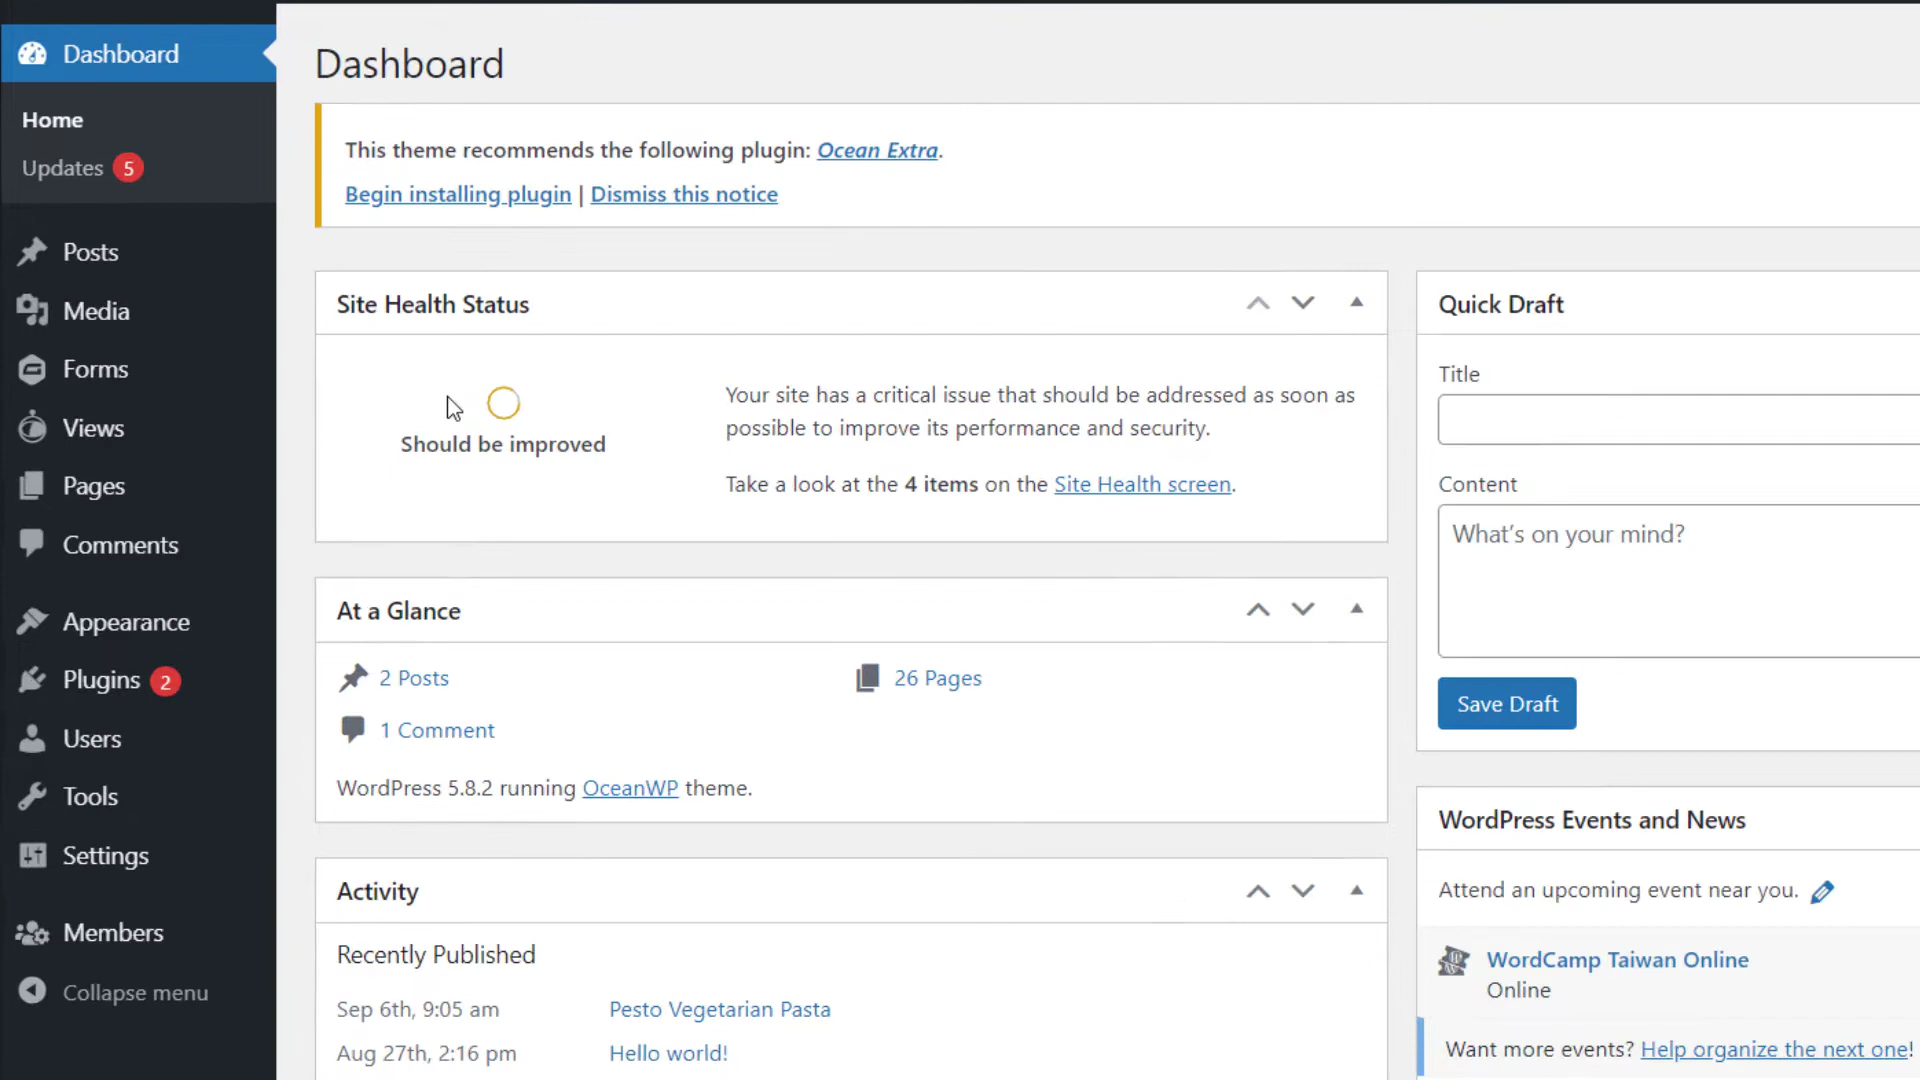 Dashboard
Home
Updates 5
Posts
Media
Forms
Views
Pages
Comments
Appearance
Plugins 2
Users
Tools
Settings
Members
Collapse menu
Dashboard
This theme recommends the following plugin: Ocean Extra.
Begin installing plugin | Dismiss this notice
Site Health Status
Should be improved
Your site has a critical issue that should be addressed as soon as
possible to improve its performance and security.
Take a look at the 4 items on the Site Health screen.
At a Glance
2 Posts
26 Pages
1 Comment
WordPress 5.8.2 running OceanWP theme.
Activity
Recently Published
Sep 6th, 9:05 am Pesto Vegetarian Pasta
Aug 27th, 2:16 pm Hello world!
Quick Draft
Title
Content
What's on your mind?
Save Draft
WordPress Events and News
Attend an upcoming event near you.
WordCamp Taiwan Online
Online
Want more events? Help organize the next one!